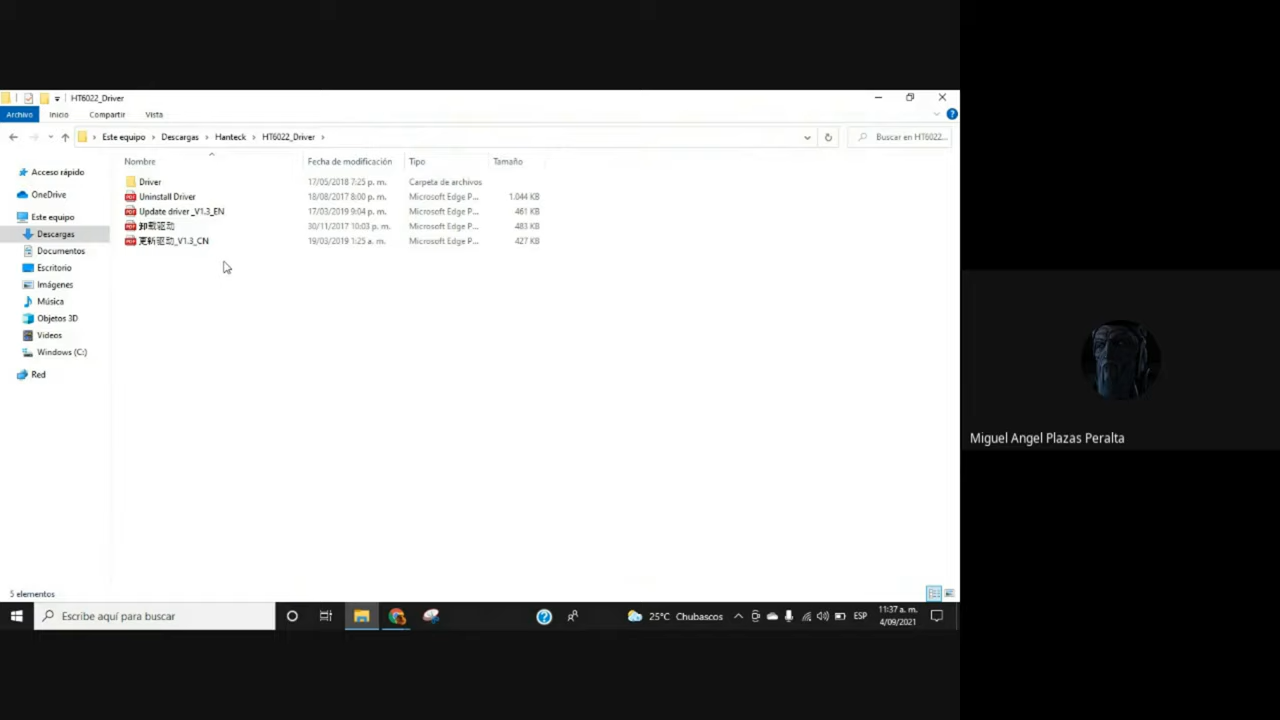 HT6022_Driver
Archivo Inicio Compartir Vista
Este equipo > Descargas > Hanteck > HT6022_Driver >
Buscar en HT6022...
Nombre Fecha de modificación Tipo Tamaño
Driver 17/05/2018 7:25 p. m. Carpeta de archivos
Uninstall Driver 18/08/2017 8:00 p. m. Microsoft Edge P... 1.044 KB
Update driver _V1.3_EN 17/03/2019 9:04 p. m. Microsoft Edge P... 461 KB
卸载驱动 30/11/2017 10:03 p. m. Microsoft Edge P... 483 KB
更新驱动_V1.3_CN 19/03/2019 1:25 a. m. Microsoft Edge P... 427 KB
Acceso rápido
OneDrive
Este equipo
Descargas
Documentos
Escritorio
Imágenes
Música
Objetos 3D
Videos
Windows (C:)
Red
Miguel Angel Plazas Peralta
5 elementos
Escribe aquí para buscar
25°C Chubascos
ESP
11:37 a. m.
4/09/2021